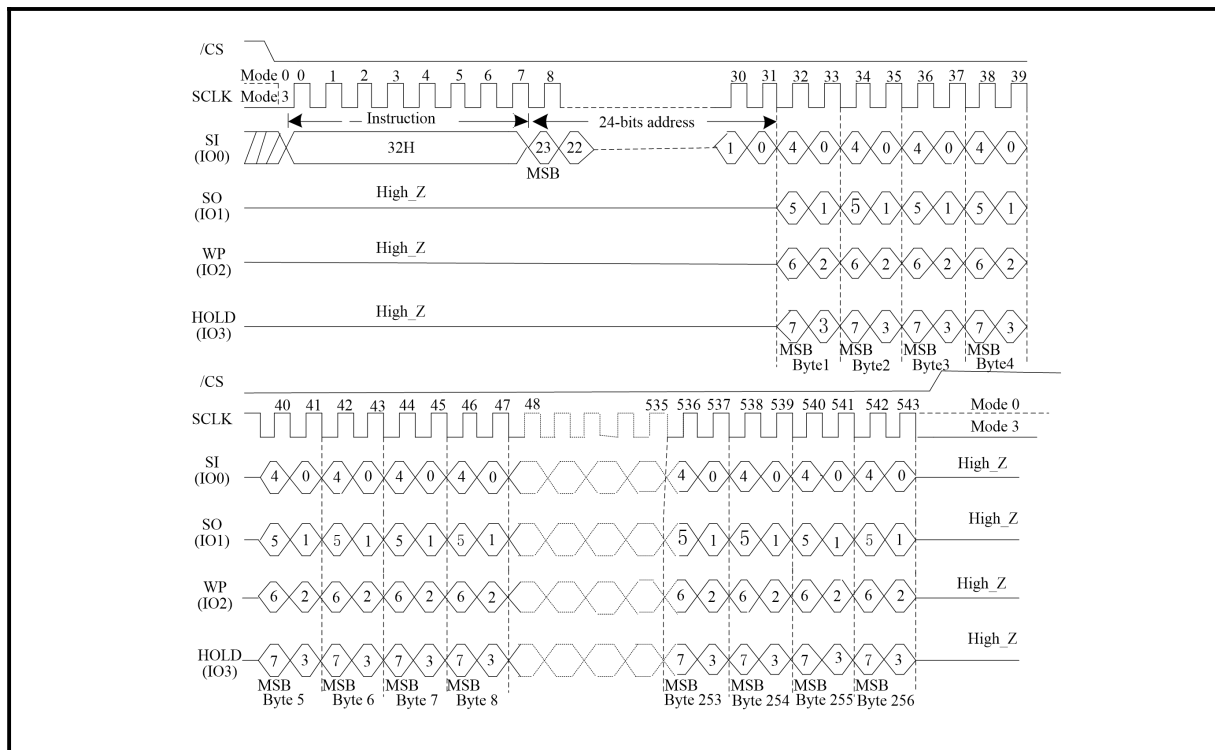 /CS
Mode 0 0 1 2 3 4 5 6 7 8 30 31 32 33 34 35 36 37 38 39
SCLK Mode 3
Instruction 24-bits address
SI
(IO0)
32H 23 22 1 0 4 0 4 0 4 0 4 0
MSB
SO
(IO1)
High_Z 5 1 5 1 5 1 5 1
WP
(IO2)
High_Z 6 2 6 2 6 2 6 2
HOLD
(IO3)
High_Z 7 3 7 3 7 3 7 3
MSB MSB MSB MSB
Byte1 Byte2 Byte3 Byte4
/CS
SCLK 40 41 42 43 44 45 46 47 48 535 536 537 538 539 540 541 542 543 Mode 0
Mode 3
SI
(IO0)
4 0 4 0 4 0 4 0 4 0 4 0 4 0 4 0 High_Z
SO
(IO1)
5 1 5 1 5 1 5 1 5 1 5 1 5 1 5 1 High_Z
WP
(IO2)
6 2 6 2 6 2 6 2 6 2 6 2 6 2 6 2 High_Z
HOLD
(IO3)
7 3 7 3 7 3 7 3 7 3 7 3 7 3 7 3 High_Z
MSB MSB MSB MSB MSB MSB MSB MSB
Byte 5 Byte 6 Byte 7 Byte 8 Byte 253 Byte 254 Byte 255 Byte 256